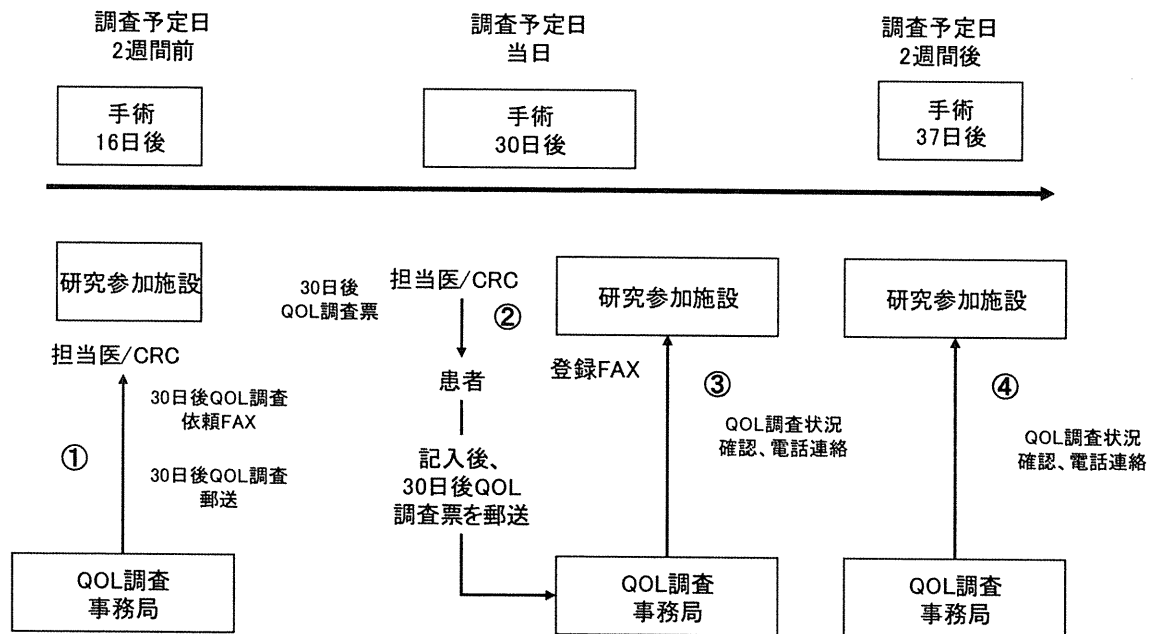 調査予定日
2週間前
調査予定日
当日
調査予定日
2週間後
手術
16日後
手術
30日後
手術
37日後
研究参加施設
担当医/CRC
①
30日後QOL調査
依頼FAX
30日後QOL調査
郵送
QOL調査
事務局
30日後
QOL調査票
担当医/CRC
②
患者
記入後、
30日後QOL
調査票を郵送
研究参加施設
登録FAX
③
QOL調査状況
確認、電話連絡
QOL調査
事務局
研究参加施設
④
QOL調査状況
確認、電話連絡
QOL調査
事務局